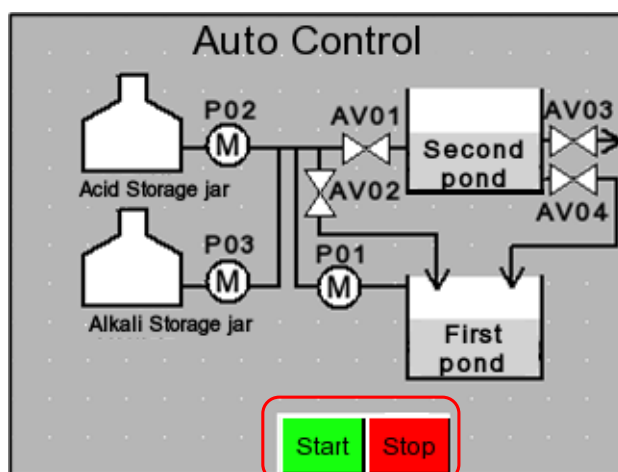 Auto Control
P02
AV01
AV03
M
Second
pond
AV02
AV04
Acid Storage jar
P03
P01
M
M
Alkali Storage jar
First
pond
Start
Stop